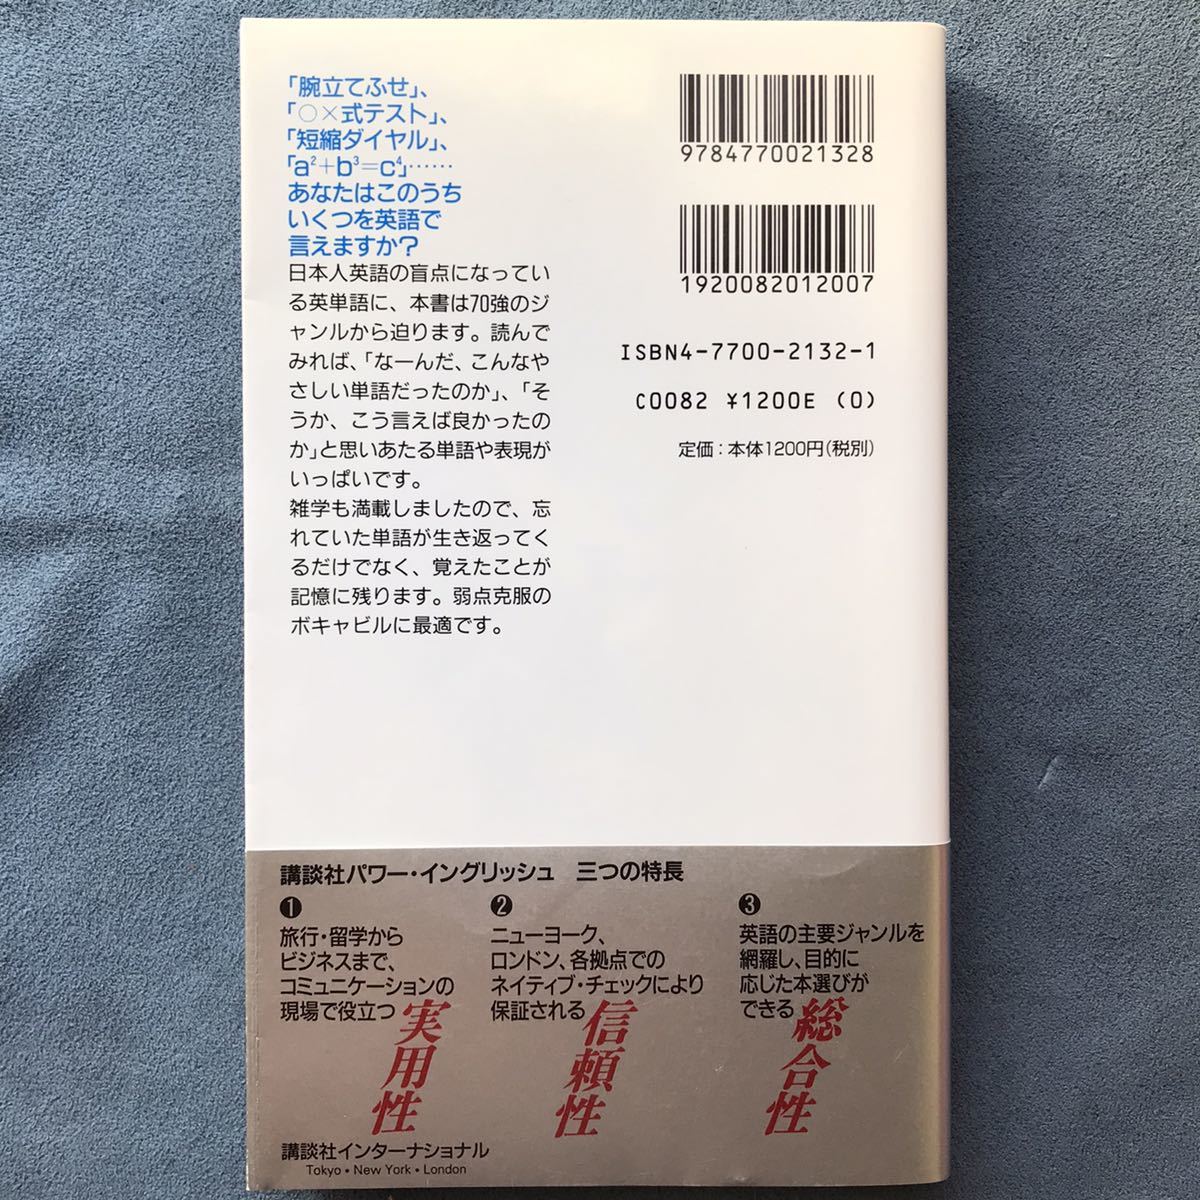 「腕立てふせ」、
「○×式テスト」、
「短縮ダイヤル」、
「a²+b³=c⁴」……
あなたはこのうち
いくつを英語で
言えますか?
日本人英語の盲点になってい
る英単語に、本書は70強のジ
ャンルから迫ります。読んで
みれば、「なーんだ、こんなや
さしい単語だったのか」、「そ
うか、こう言えば良かったの
か」と思いあたる単語や表現が
いっぱいです。
雑学も満載しましたので、忘
れていた単語が生き返ってく
るだけでなく、覚えたことが
記憶に残ります。弱点克服の
ボキャビルに最適です。
9784770021328
1920082012007
ISBN4-7700-2132-1
C0082 ¥1200E (0)
定価:本体1200円(税別)
講談社パワー・イングリッシュ 三つの特長
❶
旅行・留学から
ビジネスまで、
コミュニケーションの
現場で役立つ
実用性
❷
ニューヨーク、
ロンドン、各拠点での
ネイティブ・チェックにより
保証される
信頼性
❸
英語の主要ジャンルを
網羅し、目的に
応じた本選びが
できる
総合性
講談社インターナショナル
Tokyo • New York • London